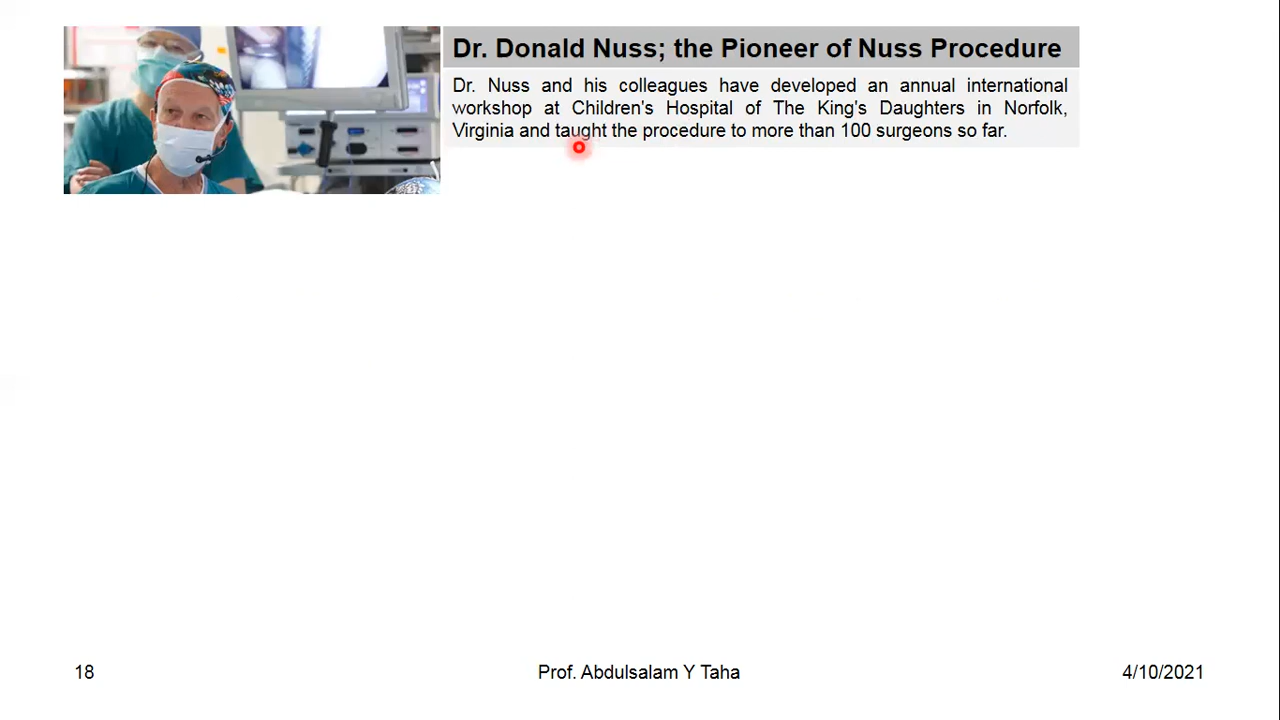 Dr. Donald Nuss; the Pioneer of Nuss Procedure
Dr. Nuss and his colleagues have developed an annual international
workshop at Children's Hospital of The King's Daughters in Norfolk,
Virginia and taught the procedure to more than 100 surgeons so far.
18
Prof. Abdulsalam Y Taha
4/10/2021